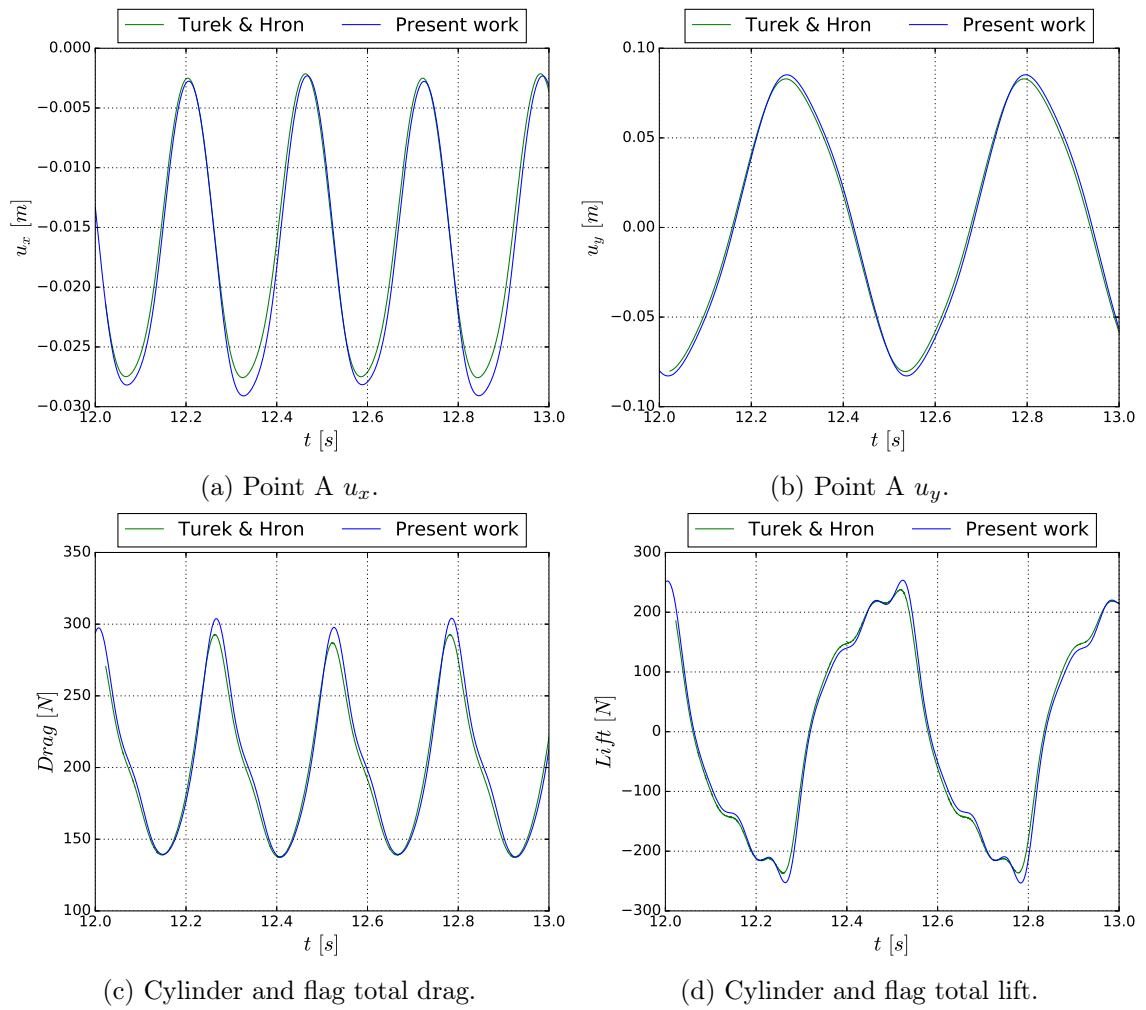 Turek & Hron Present work
0.000
−0.005
−0.010
−0.015
−0.020
−0.025
−0.030
u_x [m]
12.0 12.2 12.4 12.6 12.8 13.0
t [s]
(a) Point A u_x.
Turek & Hron Present work
0.10
0.05
0.00
−0.05
−0.10
u_y [m]
12.0 12.2 12.4 12.6 12.8 13.0
t [s]
(b) Point A u_y.
Turek & Hron Present work
350
300
250
200
150
100
Drag [N]
12.0 12.2 12.4 12.6 12.8 13.0
t [s]
(c) Cylinder and flag total drag.
Turek & Hron Present work
300
200
100
0
−100
−200
−300
Lift [N]
12.0 12.2 12.4 12.6 12.8 13.0
t [s]
(d) Cylinder and flag total lift.